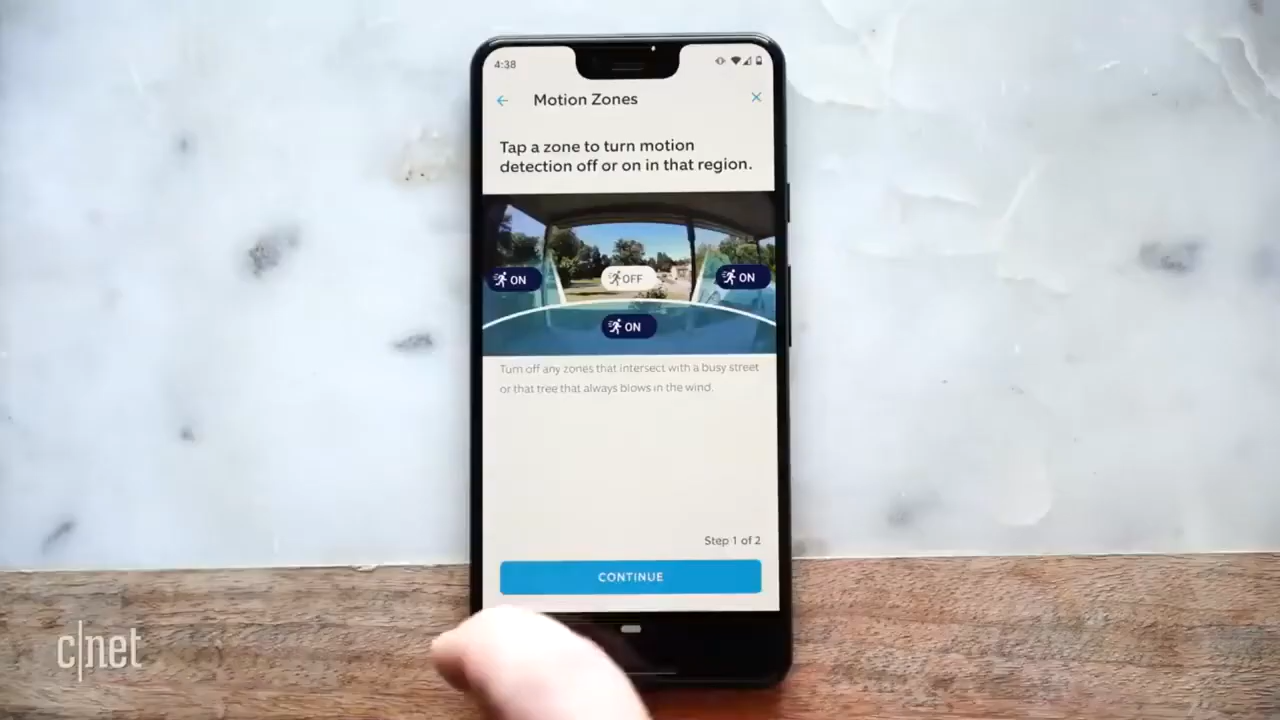 4:38
Motion Zones
Tap a zone to turn motion
detection off or on in that region.
ON
OFF
ON
ON
Turn off any zones that intersect with a busy street
or that tree that always blows in the wind.
Step 1 of 2
CONTINUE
c|net